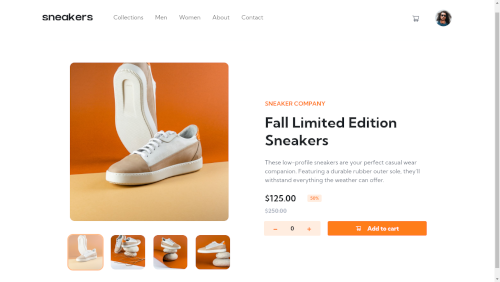 sneakers
Collections Men Women About Contact
SNEAKER COMPANY
Fall Limited Edition
Sneakers
These low-profile sneakers are your perfect casual wear
companion. Featuring a durable rubber outer sole, they'll
withstand everything the weather can offer.
$125.00 50%
$250.00
− 0 +
Add to cart